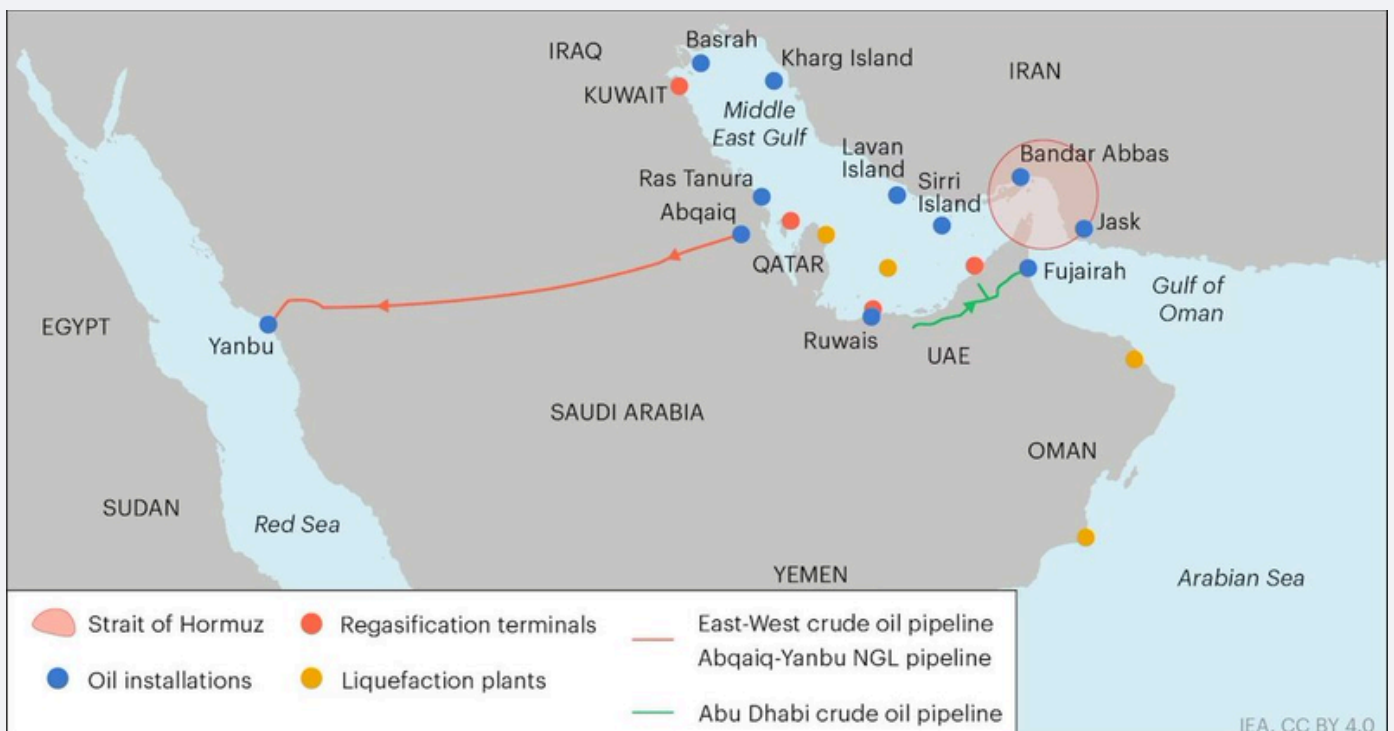 IRAQ
Basrah
Kharg Island
IRAN
KUWAIT
Middle
East Gulf
Lavan
Island
Bandar Abbas
Ras Tanura
Sirri
Island
Abqaiq
Jask
QATAR
Fujairah
Gulf of
Oman
EGYPT
Yanbu
Ruwais
UAE
SAUDI ARABIA
OMAN
SUDAN
Red Sea
YEMEN
Arabian Sea
Strait of Hormuz
Regasification terminals
East-West crude oil pipeline
Abqaiq-Yanbu NGL pipeline
Oil installations
Liquefaction plants
Abu Dhabi crude oil pipeline
IEA. CC BY 4.0